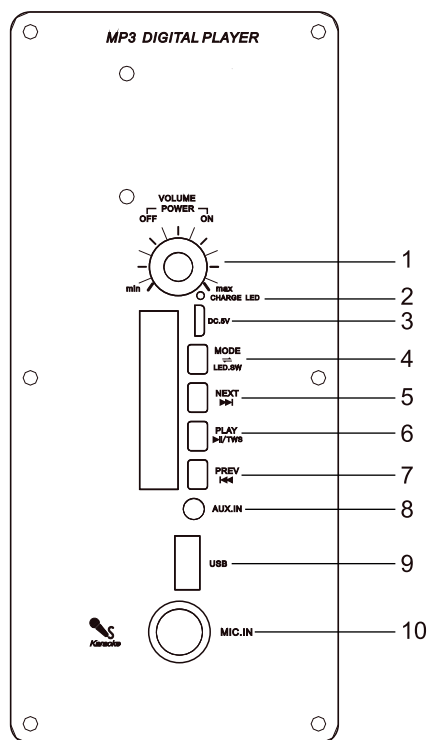 MP3 DIGITAL PLAYER
VOLUME
POWER
OFF ON
min max
1
CHARGE LED
2
DC.5V
3
MODE
⇌
LED.SW
4
NEXT
▶▶|
5
PLAY
▶||/TWS
6
PREV
|◀◀
7
AUX.IN
8
USB
9
Karaoke
MIC.IN
10